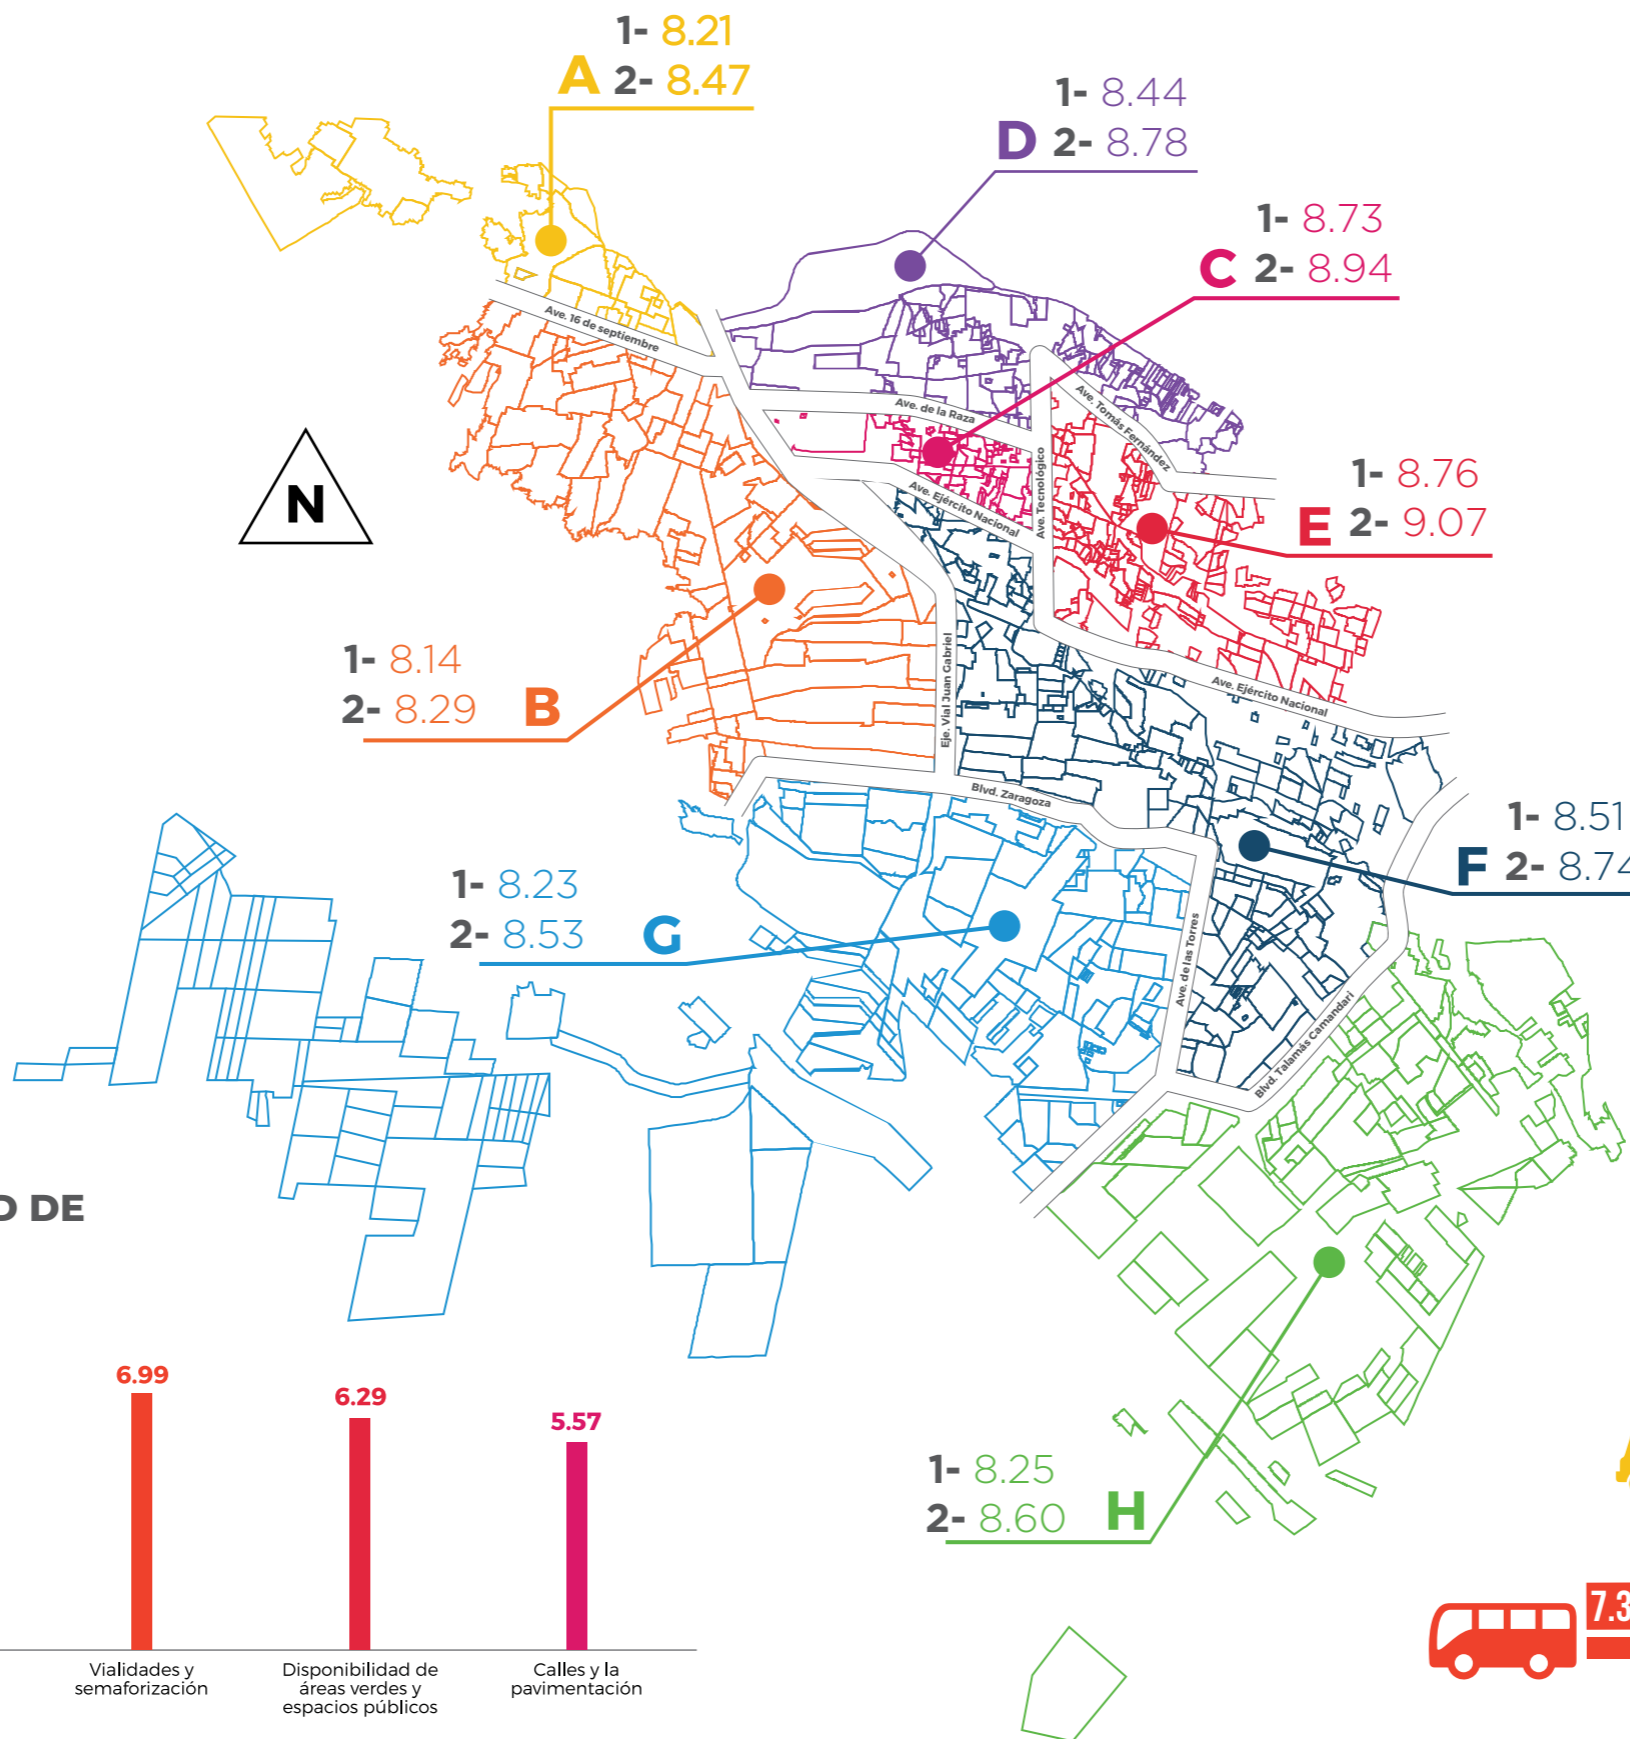 1- 8.21
A 2- 8.47
1- 8.44
D 2- 8.78
1- 8.73
C 2- 8.94
Ave. 16 de septiembre
Ave. de la Raza
Ave. Tomás Fernández
Ave. Tecnológico
Ave. Ejército Nacional
N
1- 8.76
E 2- 9.07
1- 8.14
2- 8.29 B
Eje. Vial Juan Gabriel
Ave. Ejército Nacional
Blvd. Zaragoza
1- 8.51
F 2- 8.74
1- 8.23
2- 8.53 G
Ave. de las Torres
Blvd. Talamás Camandari
D DE
1- 8.25
2- 8.60 H
6.99
6.29
5.57
Vialidades y
semaforización
Disponibilidad de
áreas verdes y
espacios públicos
Calles y la
pavimentación
7.3